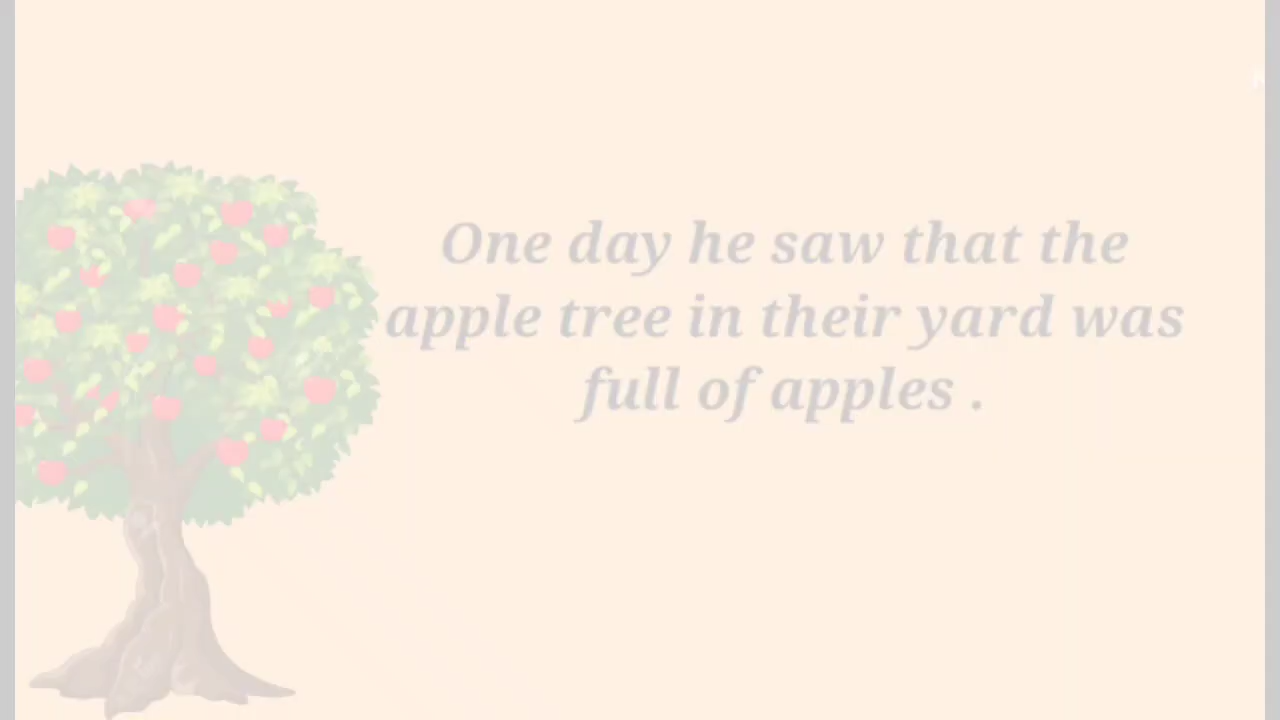 One day he saw that the
apple tree in their yard was
full of apples .